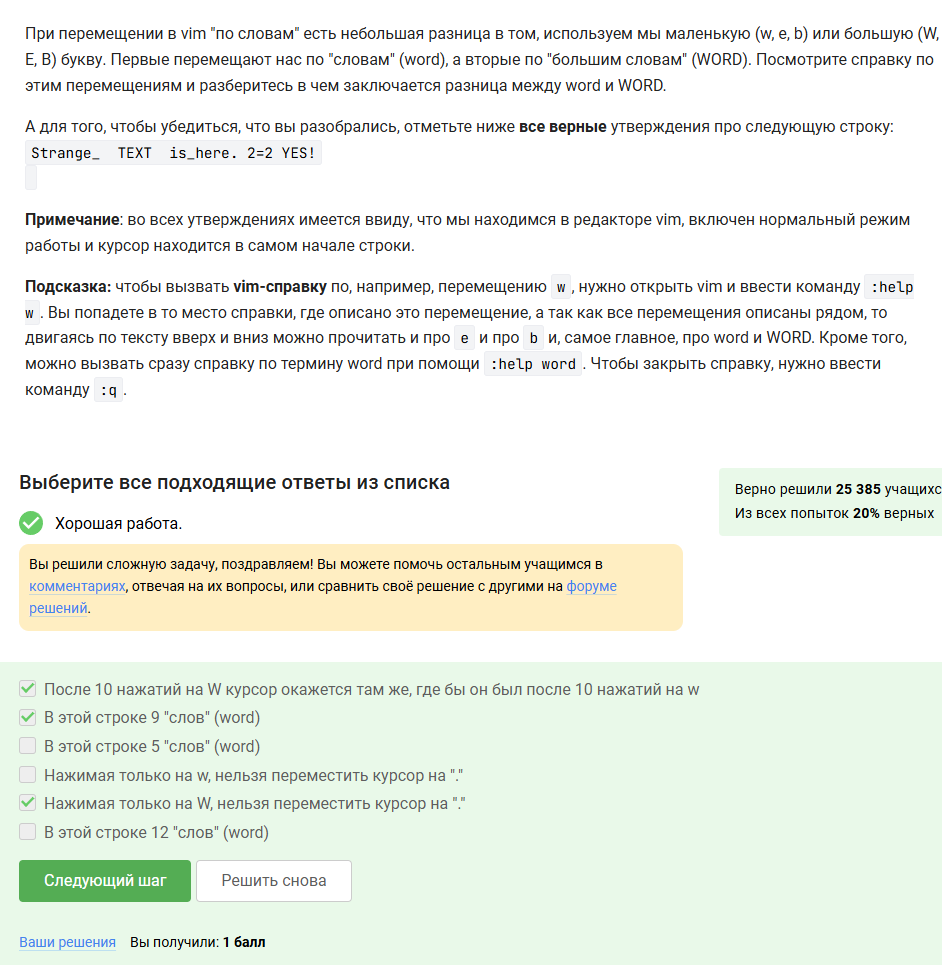 При перемещении в vim "по словам" есть небольшая разница в том, используем мы маленькую (w, e, b) или большую (W,
E, B) букву. Первые перемещают нас по "словам" (word), а вторые по "большим словам" (WORD). Посмотрите справку по
этим перемещениям и разберитесь в чем заключается разница между word и WORD.
А для того, чтобы убедиться, что вы разобрались, отметьте ниже все верные утверждения про следующую строку:
Strange_  TEXT  is_here. 2=2 YES!
Примечание: во всех утверждениях имеется ввиду, что мы находимся в редакторе vim, включен нормальный режим
работы и курсор находится в самом начале строки.
Подсказка: чтобы вызвать vim-справку по, например, перемещению w, нужно открыть vim и ввести команду :help
w. Вы попадете в то место справки, где описано это перемещение, а так как все перемещения описаны рядом, то
двигаясь по тексту вверх и вниз можно прочитать и про e и про b и, самое главное, про word и WORD. Кроме того,
можно вызвать сразу справку по термину word при помощи :help word. Чтобы закрыть справку, нужно ввести
команду :q.
Выберите все подходящие ответы из списка
Верно решили 25 385 учащихс
Из всех попыток 20% верных
Хорошая работа.
Вы решили сложную задачу, поздравляем! Вы можете помочь остальным учащимся в
комментариях, отвечая на их вопросы, или сравнить своё решение с другими на форуме
решений.
После 10 нажатий на W курсор окажется там же, где бы он был после 10 нажатий на w
В этой строке 9 "слов" (word)
В этой строке 5 "слов" (word)
Нажимая только на w, нельзя переместить курсор на "."
Нажимая только на W, нельзя переместить курсор на "."
В этой строке 12 "слов" (word)
Следующий шаг
Решить снова
Ваши решения Вы получили: 1 балл